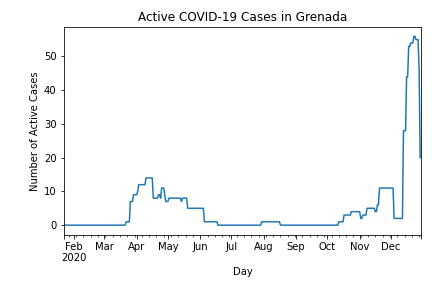 Active COVID-19 Cases in Grenada
Number of Active Cases
50
40
30
20
10
0
Feb Mar Apr May Jun Jul Aug Sep Oct Nov Dec
2020
Day